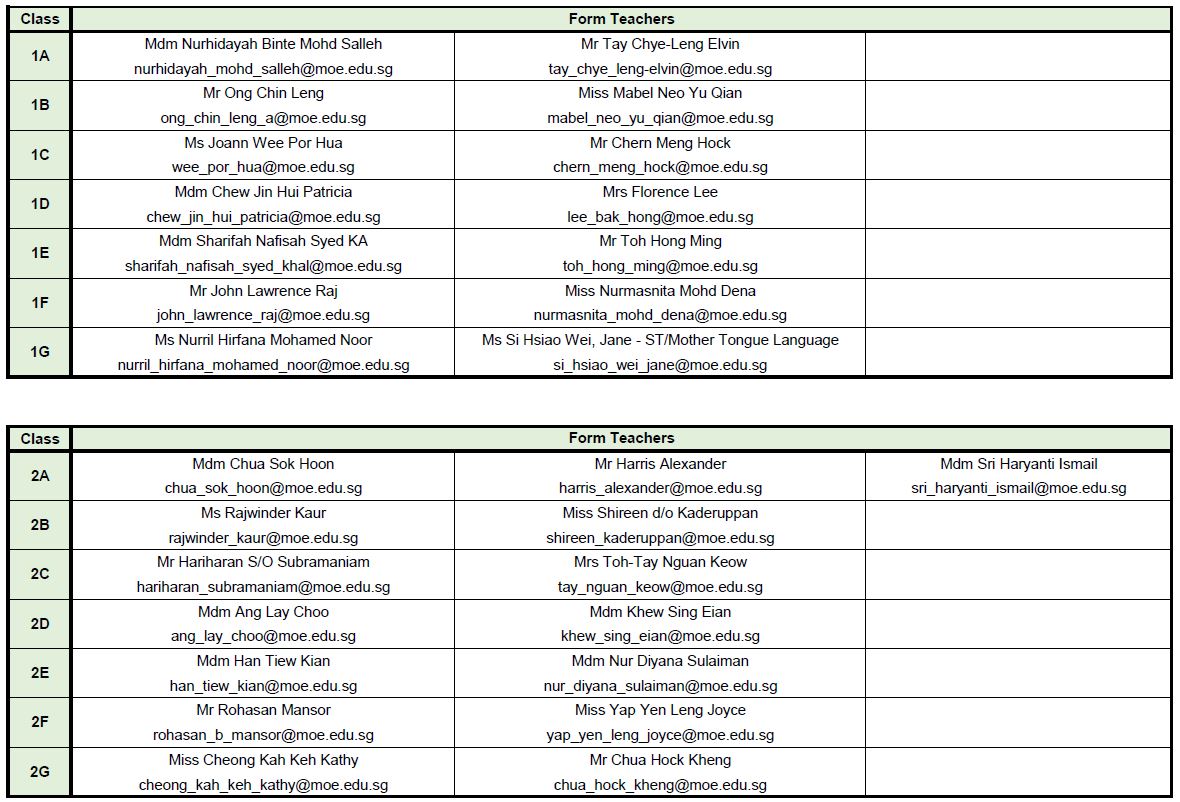 Class Form Teachers
1A Mdm Nurhidayah Binte Mohd Salleh Mr Tay Chye-Leng Elvin
nurhidayah_mohd_salleh@moe.edu.sg tay_chye_leng-elvin@moe.edu.sg
1B Mr Ong Chin Leng Miss Mabel Neo Yu Qian
ong_chin_leng_a@moe.edu.sg mabel_neo_yu_qian@moe.edu.sg
1C Ms Joann Wee Por Hua Mr Chern Meng Hock
wee_por_hua@moe.edu.sg chern_meng_hock@moe.edu.sg
1D Mdm Chew Jin Hui Patricia Mrs Florence Lee
chew_jin_hui_patricia@moe.edu.sg lee_bak_hong@moe.edu.sg
1E Mdm Sharifah Nafisah Syed KA Mr Toh Hong Ming
sharifah_nafisah_syed_khal@moe.edu.sg toh_hong_ming@moe.edu.sg
1F Mr John Lawrence Raj Miss Nurmasnita Mohd Dena
john_lawrence_raj@moe.edu.sg nurmasnita_mohd_dena@moe.edu.sg
1G Ms Nurril Hirfana Mohamed Noor Ms Si Hsiao Wei, Jane - ST/Mother Tongue Language
nurril_hirfana_mohamed_noor@moe.edu.sg si_hsiao_wei_jane@moe.edu.sg
Class Form Teachers
2A Mdm Chua Sok Hoon Mr Harris Alexander Mdm Sri Haryanti Ismail
chua_sok_hoon@moe.edu.sg harris_alexander@moe.edu.sg sri_haryanti_ismail@moe.edu.sg
2B Ms Rajwinder Kaur Miss Shireen d/o Kaderuppan
rajwinder_kaur@moe.edu.sg shireen_kaderuppan@moe.edu.sg
2C Mr Hariharan S/O Subramaniam Mrs Toh-Tay Nguan Keow
hariharan_subramaniam@moe.edu.sg tay_nguan_keow@moe.edu.sg
2D Mdm Ang Lay Choo Mdm Khew Sing Eian
ang_lay_choo@moe.edu.sg khew_sing_eian@moe.edu.sg
2E Mdm Han Tiew Kian Mdm Nur Diyana Sulaiman
han_tiew_kian@moe.edu.sg nur_diyana_sulaiman@moe.edu.sg
2F Mr Rohasan Mansor Miss Yap Yen Leng Joyce
rohasan_b_mansor@moe.edu.sg yap_yen_leng_joyce@moe.edu.sg
2G Miss Cheong Kah Keh Kathy Mr Chua Hock Kheng
cheong_kah_keh_kathy@moe.edu.sg chua_hock_kheng@moe.edu.sg